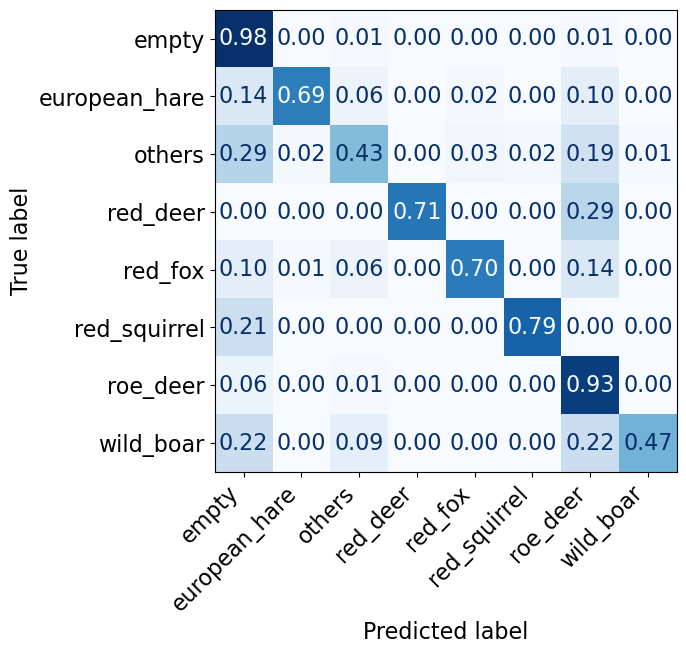 True label
empty 0.98 0.00 0.01 0.00 0.00 0.00 0.01 0.00
european_hare 0.14 0.69 0.06 0.00 0.02 0.00 0.10 0.00
others 0.29 0.02 0.43 0.00 0.03 0.02 0.19 0.01
red_deer 0.00 0.00 0.00 0.71 0.00 0.00 0.29 0.00
red_fox 0.10 0.01 0.06 0.00 0.70 0.00 0.14 0.00
red_squirrel 0.21 0.00 0.00 0.00 0.00 0.79 0.00 0.00
roe_deer 0.06 0.00 0.01 0.00 0.00 0.00 0.93 0.00
wild_boar 0.22 0.00 0.09 0.00 0.00 0.00 0.22 0.47
empty european_hare others red_deer red_fox red_squirrel roe_deer wild_boar
Predicted label